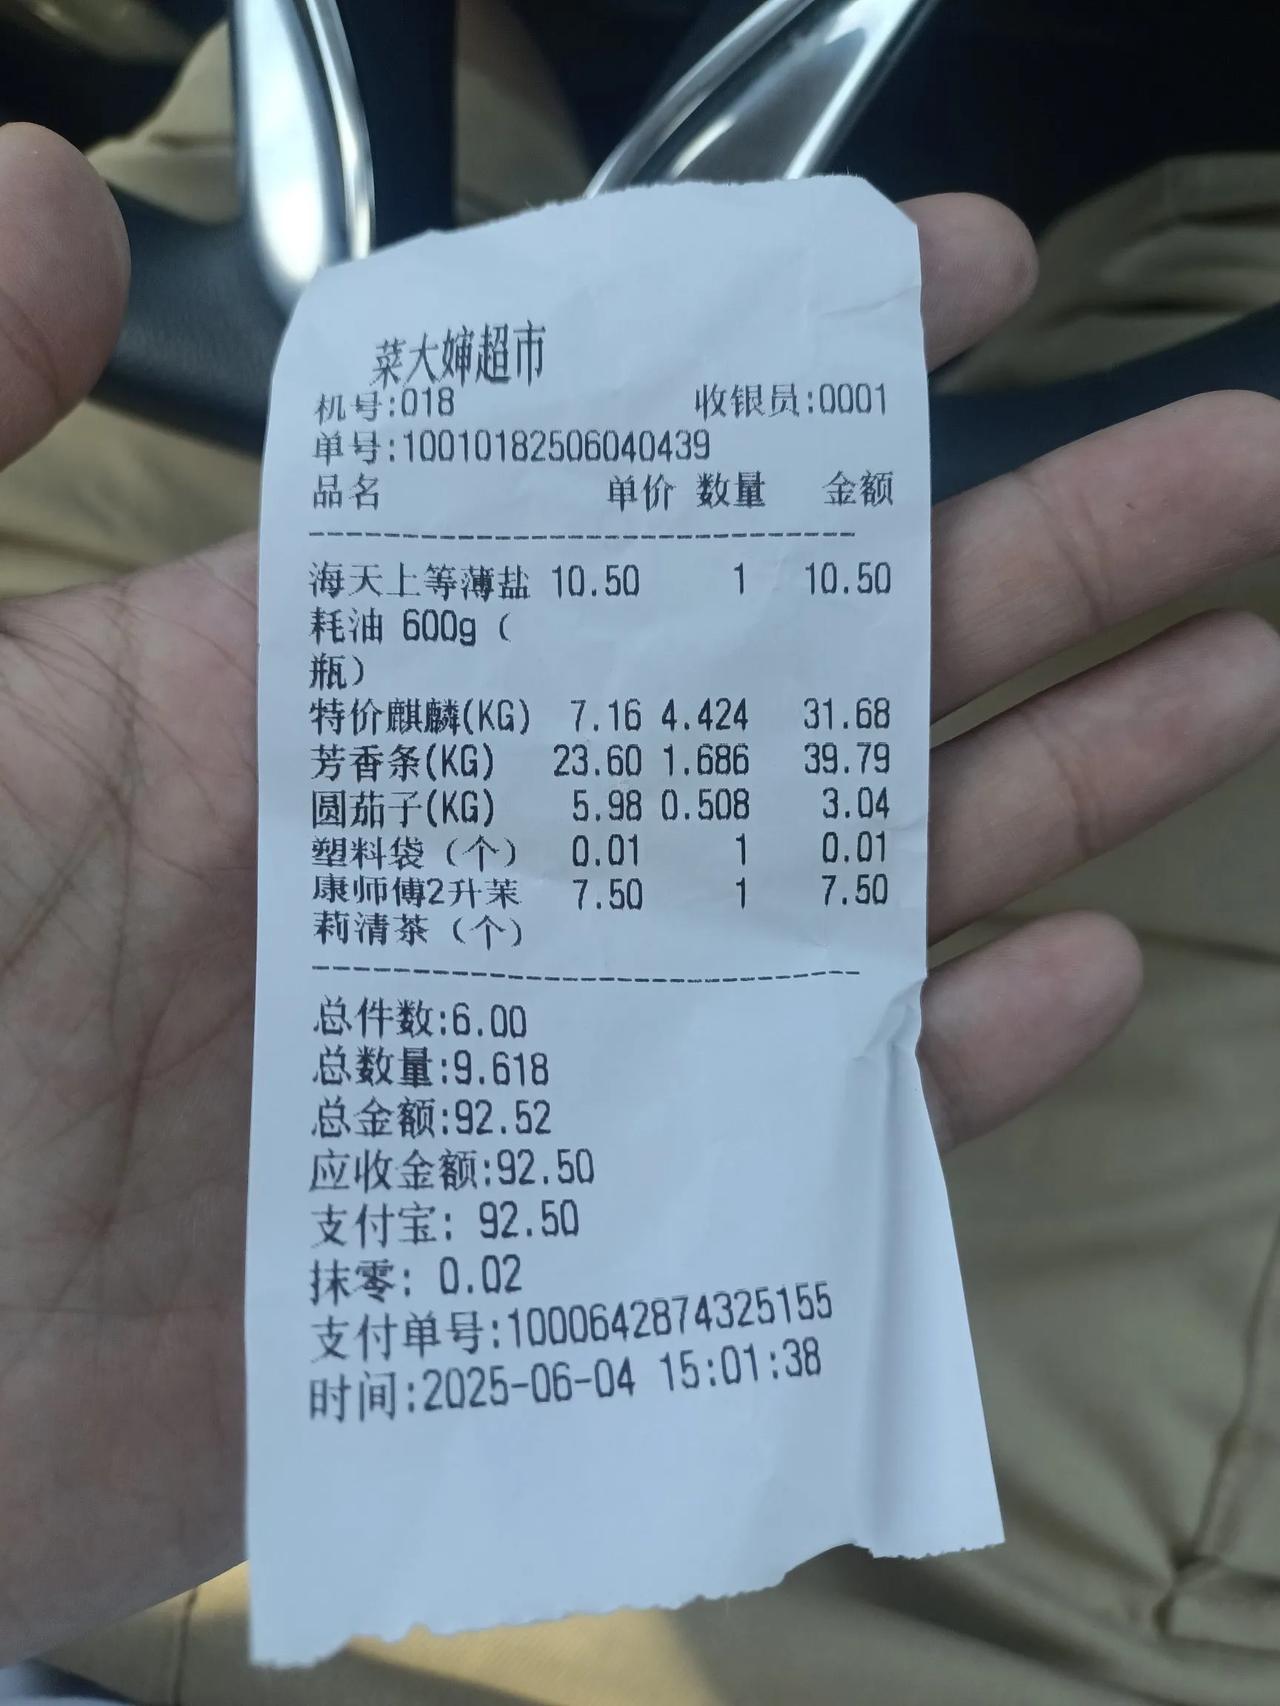 菜大婶超市
机号:018 收银员:0001
单号:10010182506040439
品名 单价 数量 金额
海天上等薄盐 10.50 1 10.50
耗油 600g（
瓶）
特价麒麟(KG) 7.16 4.424 31.68
芳香条(KG) 23.60 1.686 39.79
圆茄子(KG) 5.98 0.508 3.04
塑料袋（个） 0.01 1 0.01
康师傅2升茉 7.50 1 7.50
莉清茶（个）
总件数:6.00
总数量:9.618
总金额:92.52
应收金额:92.50
支付宝: 92.50
抹零: 0.02
支付单号:1000642874325155
时间:2025-06-04 15:01:38